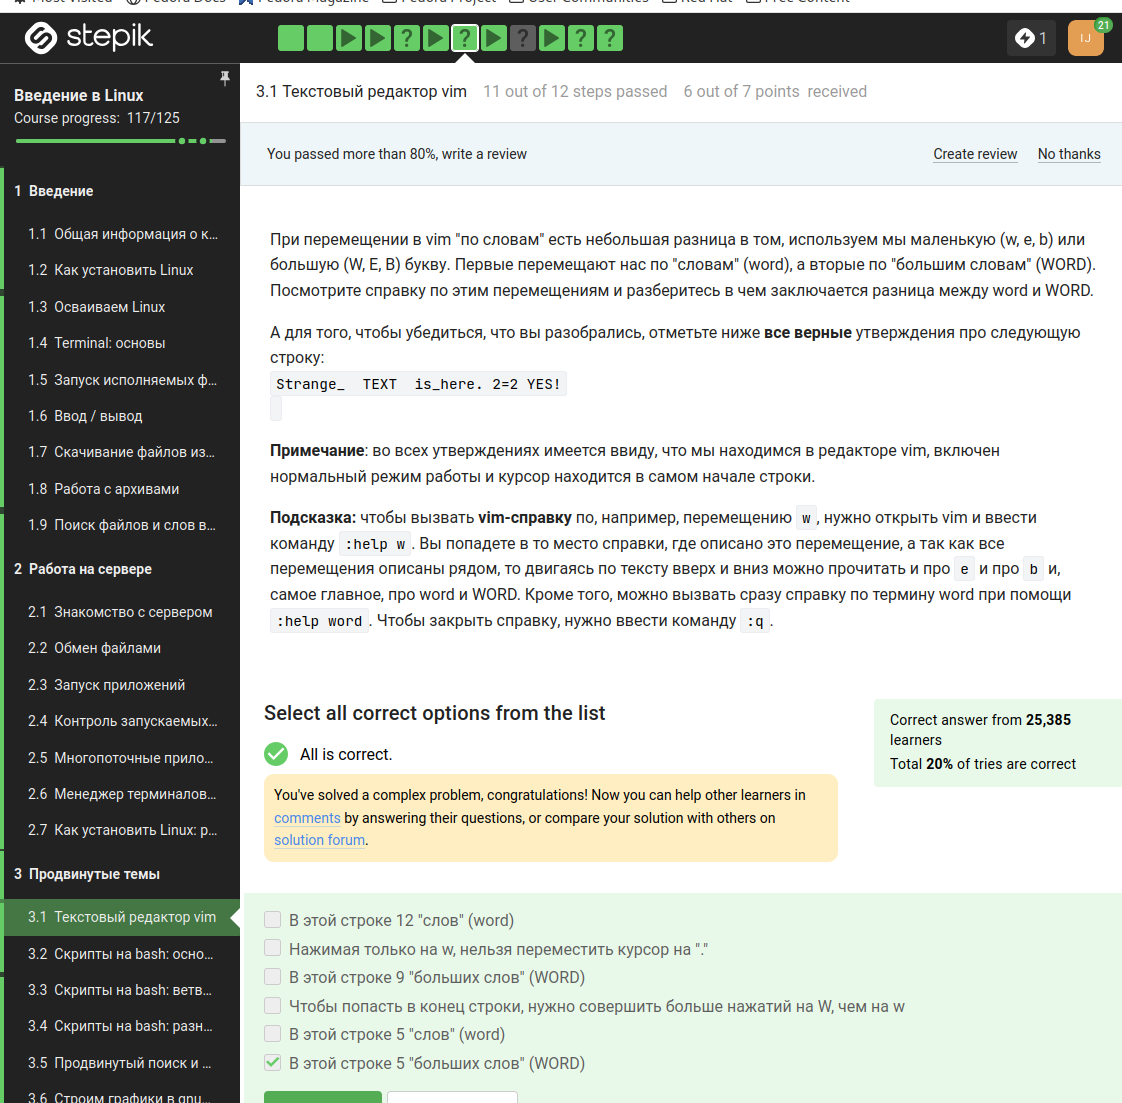 Most Visited Fedora Docs Fedora Magazine Fedora Project User Communities Red Hat Free Content
stepik
? ? ? ? ?
1
IJ
21
Введение в Linux
Course progress: 117/125
1 Введение
1.1 Общая информация о к...
1.2 Как установить Linux
1.3 Осваиваем Linux
1.4 Terminal: основы
1.5 Запуск исполняемых ф...
1.6 Ввод / вывод
1.7 Скачивание файлов из...
1.8 Работа с архивами
1.9 Поиск файлов и слов в...
2 Работа на сервере
2.1 Знакомство с сервером
2.2 Обмен файлами
2.3 Запуск приложений
2.4 Контроль запускаемых...
2.5 Многопоточные прило...
2.6 Менеджер терминалов...
2.7 Как установить Linux: р...
3 Продвинутые темы
3.1 Текстовый редактор vim
3.2 Скрипты на bash: осно...
3.3 Скрипты на bash: ветв...
3.4 Скрипты на bash: разн...
3.5 Продвинутый поиск и ...
3.6 Строим графики в gnu...
3.1 Текстовый редактор vim 11 out of 12 steps passed 6 out of 7 points received
You passed more than 80%, write a review Create review No thanks
При перемещении в vim "по словам" есть небольшая разница в том, используем мы маленькую (w, e, b) или
большую (W, E, B) букву. Первые перемещают нас по "словам" (word), а вторые по "большим словам" (WORD).
Посмотрите справку по этим перемещениям и разберитесь в чем заключается разница между word и WORD.
А для того, чтобы убедиться, что вы разобрались, отметьте ниже все верные утверждения про следующую
строку:
Strange_  TEXT  is_here. 2=2 YES!
Примечание: во всех утверждениях имеется ввиду, что мы находимся в редакторе vim, включен
нормальный режим работы и курсор находится в самом начале строки.
Подсказка: чтобы вызвать vim-справку по, например, перемещению w, нужно открыть vim и ввести
команду :help w. Вы попадете в то место справки, где описано это перемещение, а так как все
перемещения описаны рядом, то двигаясь по тексту вверх и вниз можно прочитать и про e и про b и,
самое главное, про word и WORD. Кроме того, можно вызвать сразу справку по термину word при помощи
:help word. Чтобы закрыть справку, нужно ввести команду :q.
Select all correct options from the list
All is correct.
You've solved a complex problem, congratulations! Now you can help other learners in
comments by answering their questions, or compare your solution with others on
solution forum.
Correct answer from 25,385
learners
Total 20% of tries are correct
В этой строке 12 "слов" (word)
Нажимая только на w, нельзя переместить курсор на "."
В этой строке 9 "больших слов" (WORD)
Чтобы попасть в конец строки, нужно совершить больше нажатий на W, чем на w
В этой строке 5 "слов" (word)
В этой строке 5 "больших слов" (WORD)